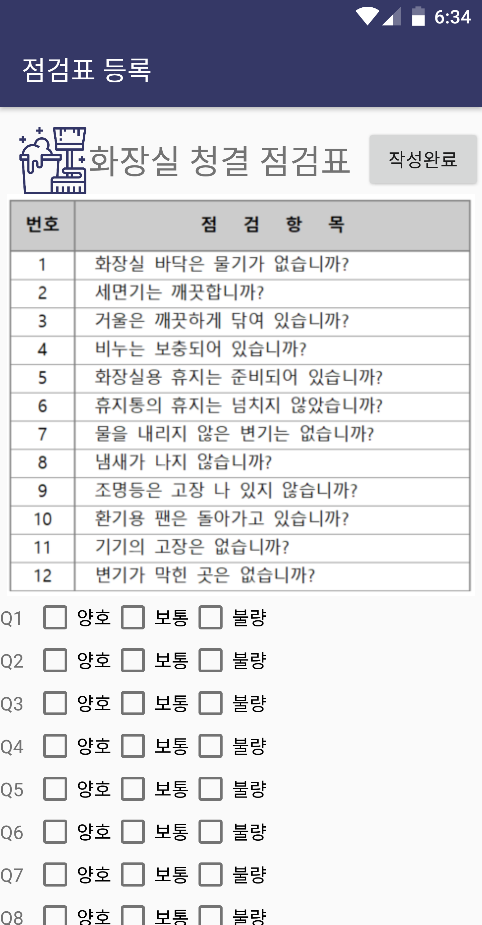 6:34
점검표 등록
화장실 청결 점검표 작성완료
번호 점 검 항 목
1 화장실 바닥은 물기가 없습니까?
2 세면기는 깨끗합니까?
3 거울은 깨끗하게 닦여 있습니까?
4 비누는 보충되어 있습니까?
5 화장실용 휴지는 준비되어 있습니까?
6 휴지통의 휴지는 넘치지 않았습니까?
7 물을 내리지 않은 변기는 없습니까?
8 냄새가 나지 않습니까?
9 조명등은 고장 나 있지 않습니까?
10 환기용 팬은 돌아가고 있습니까?
11 기기의 고장은 없습니까?
12 변기가 막힌 곳은 없습니까?
Q1 양호 보통 불량
Q2 양호 보통 불량
Q3 양호 보통 불량
Q4 양호 보통 불량
Q5 양호 보통 불량
Q6 양호 보통 불량
Q7 양호 보통 불량
Q8 양호 보통 불량